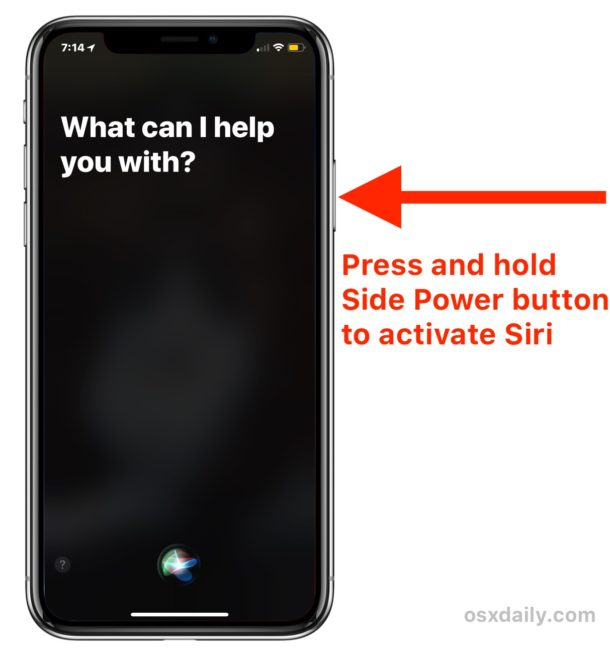 7:14
What can I help
you with?
Press and hold
Side Power button
to activate Siri
?
osxdaily.com